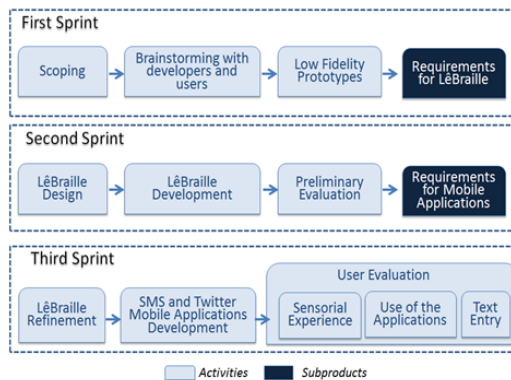 First Sprint
Scoping
Brainstorming with
developers and
users
Low Fidelity
Prototypes
Requirements
for LêBraille
Second Sprint
LêBraille
Design
LêBraille
Development
Preliminary
Evaluation
Requirements
for Mobile
Applications
Third Sprint
LêBraille
Refinement
SMS and Twitter
Mobile Applications
Development
User Evaluation
Sensorial
Experience
Use of the
Applications
Text
Entry
Activities
Subproducts